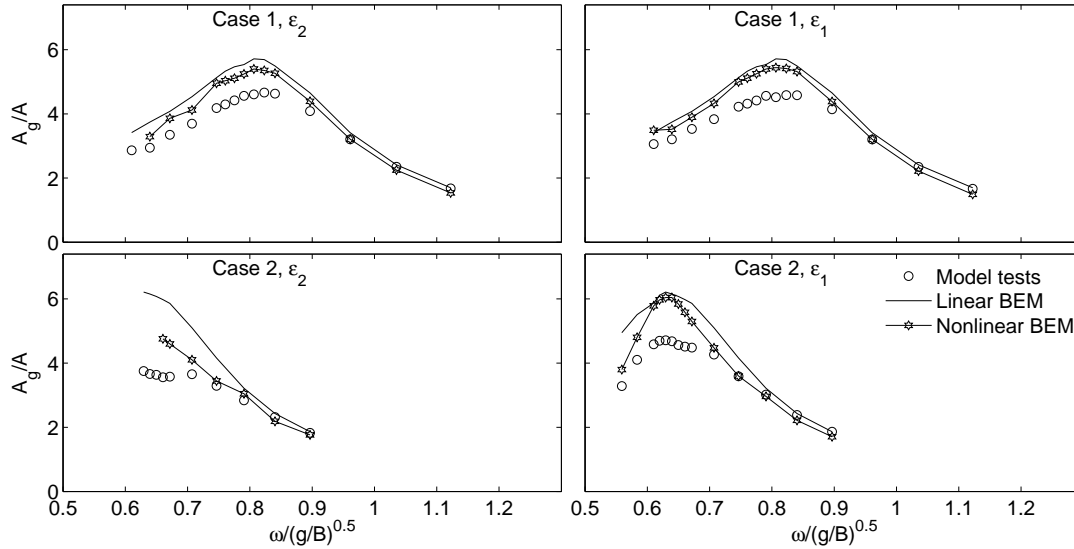 Case 1, ε₂
Case 1, ε₁
6
4
2
0
A_g/A
Case 2, ε₂
Case 2, ε₁
Model tests
Linear BEM
Nonlinear BEM
6
4
2
0
A_g/A
0.5 0.6 0.7 0.8 0.9 1 1.1 1.2
0.5 0.6 0.7 0.8 0.9 1 1.1 1.2
ω/(g/B)^0.5
ω/(g/B)^0.5